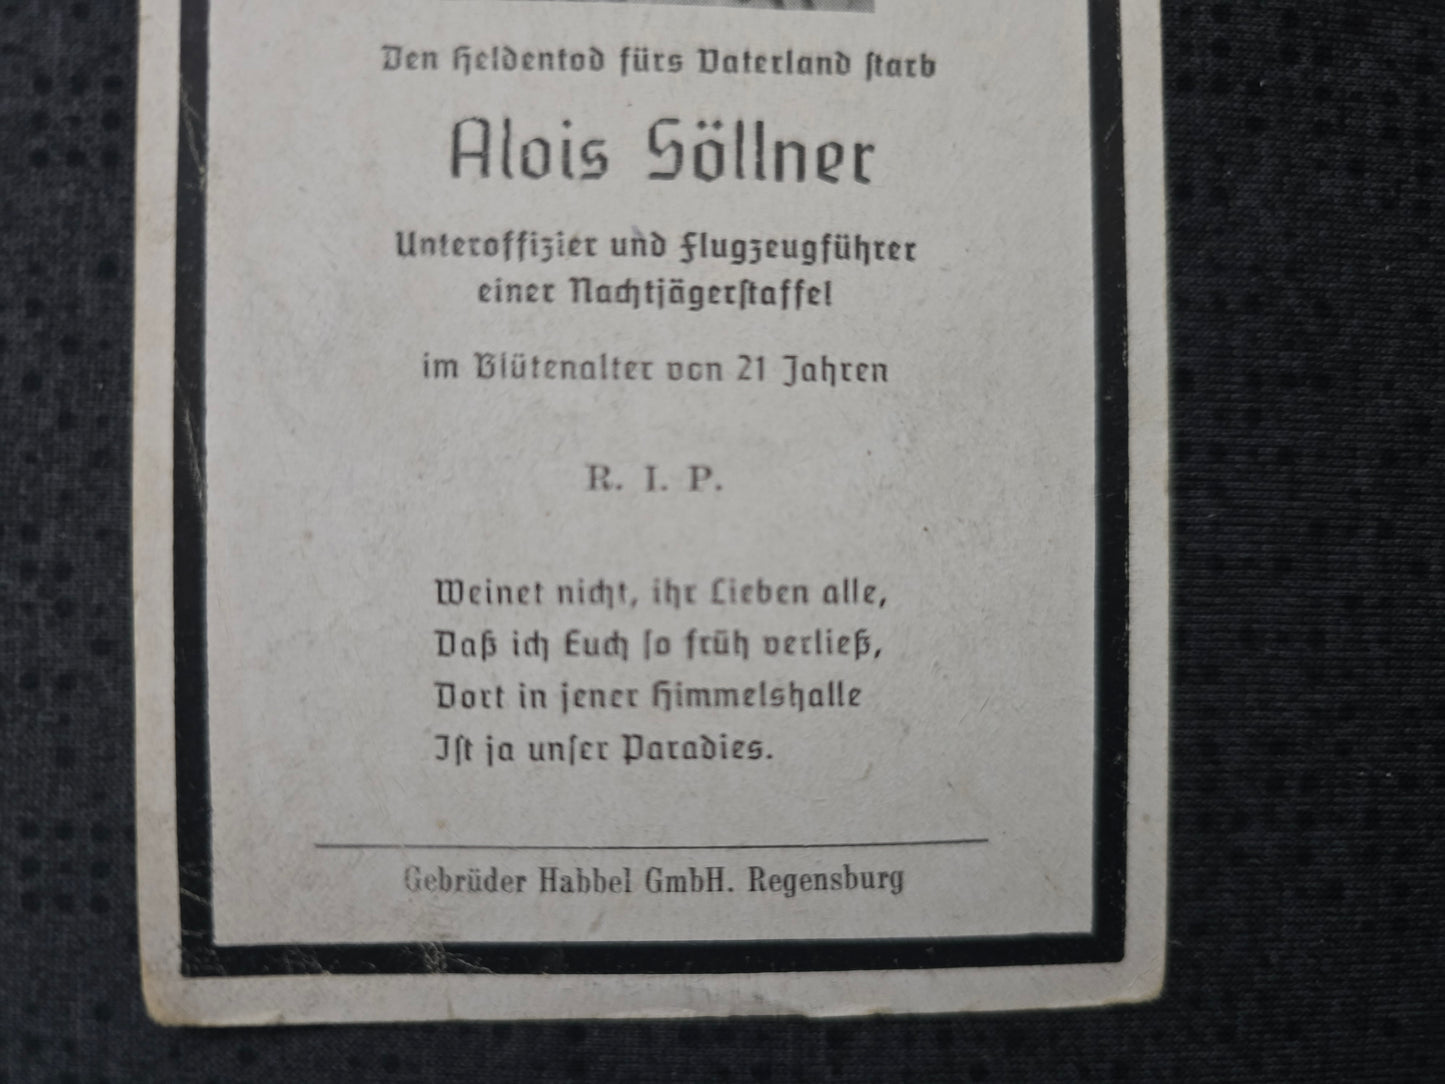 Den Heldentod fürs Vaterland ſtarb
Alois Söllner
Unteroffizier und Flugzeugführer
einer Nachtjägerſtaffel
im Blütenalter von 21 Jahren
R. I. P.
Weinet nicht, ihr Lieben alle,
Daß ich Euch ſo früh verließ,
Dort in jener Himmelshalle
Iſt ja unſer Paradies.
Gebrüder Habbel GmbH. Regensburg